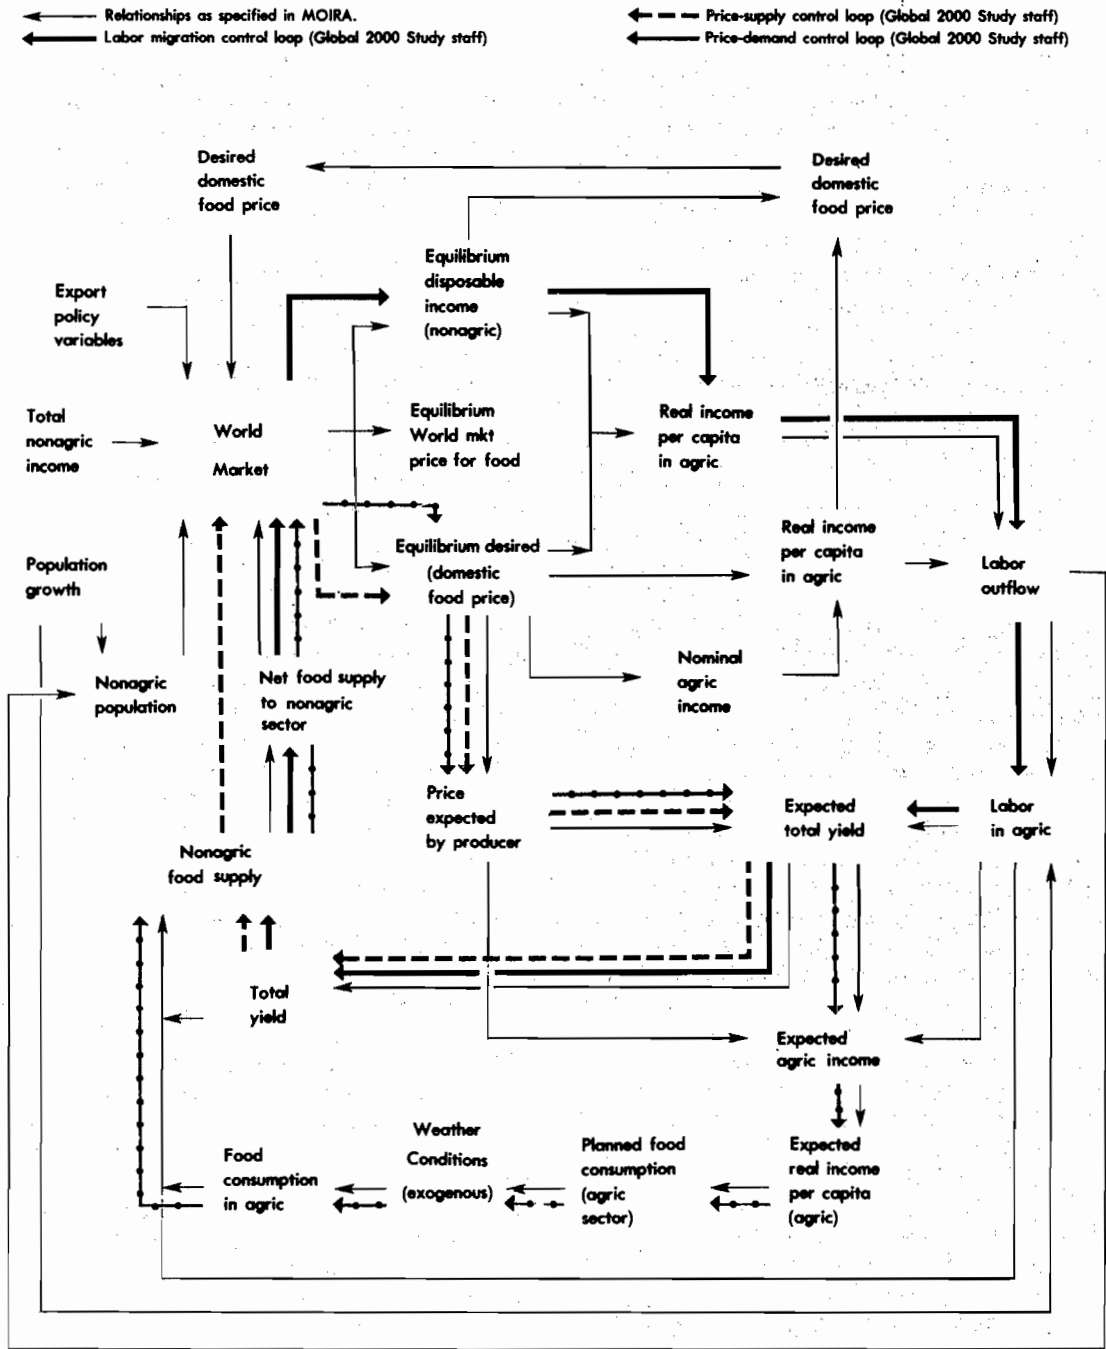 Relationships as specified in MOIRA.
Labor migration control loop (Global 2000 Study staff)
Price-supply control loop (Global 2000 Study staff)
Price-demand control loop (Global 2000 Study staff)
Desired
domestic
food price
Desired
domestic
food price
Equilibrium
disposable
income
(nonagric)
Export
policy
variables
Total
nonagric
income
World
Market
Equilibrium
World mkt
price for food
Real income
per capita
in agric
Equilibrium desired
(domestic
food price)
Real income
per capita
in agric
Labor
outflow
Population
growth
Nonagric
population
Net food supply
to nonagric
sector
Nominal
agric
income
Price
expected
by producer
Expected
total yield
Labor
in agric
Nonagric
food supply
Total
yield
Expected
agric income
Food
consumption
in agric
Weather
Conditions
(exogenous)
Planned food
consumption
(agric
sector)
Expected
real income
per capita
(agric)